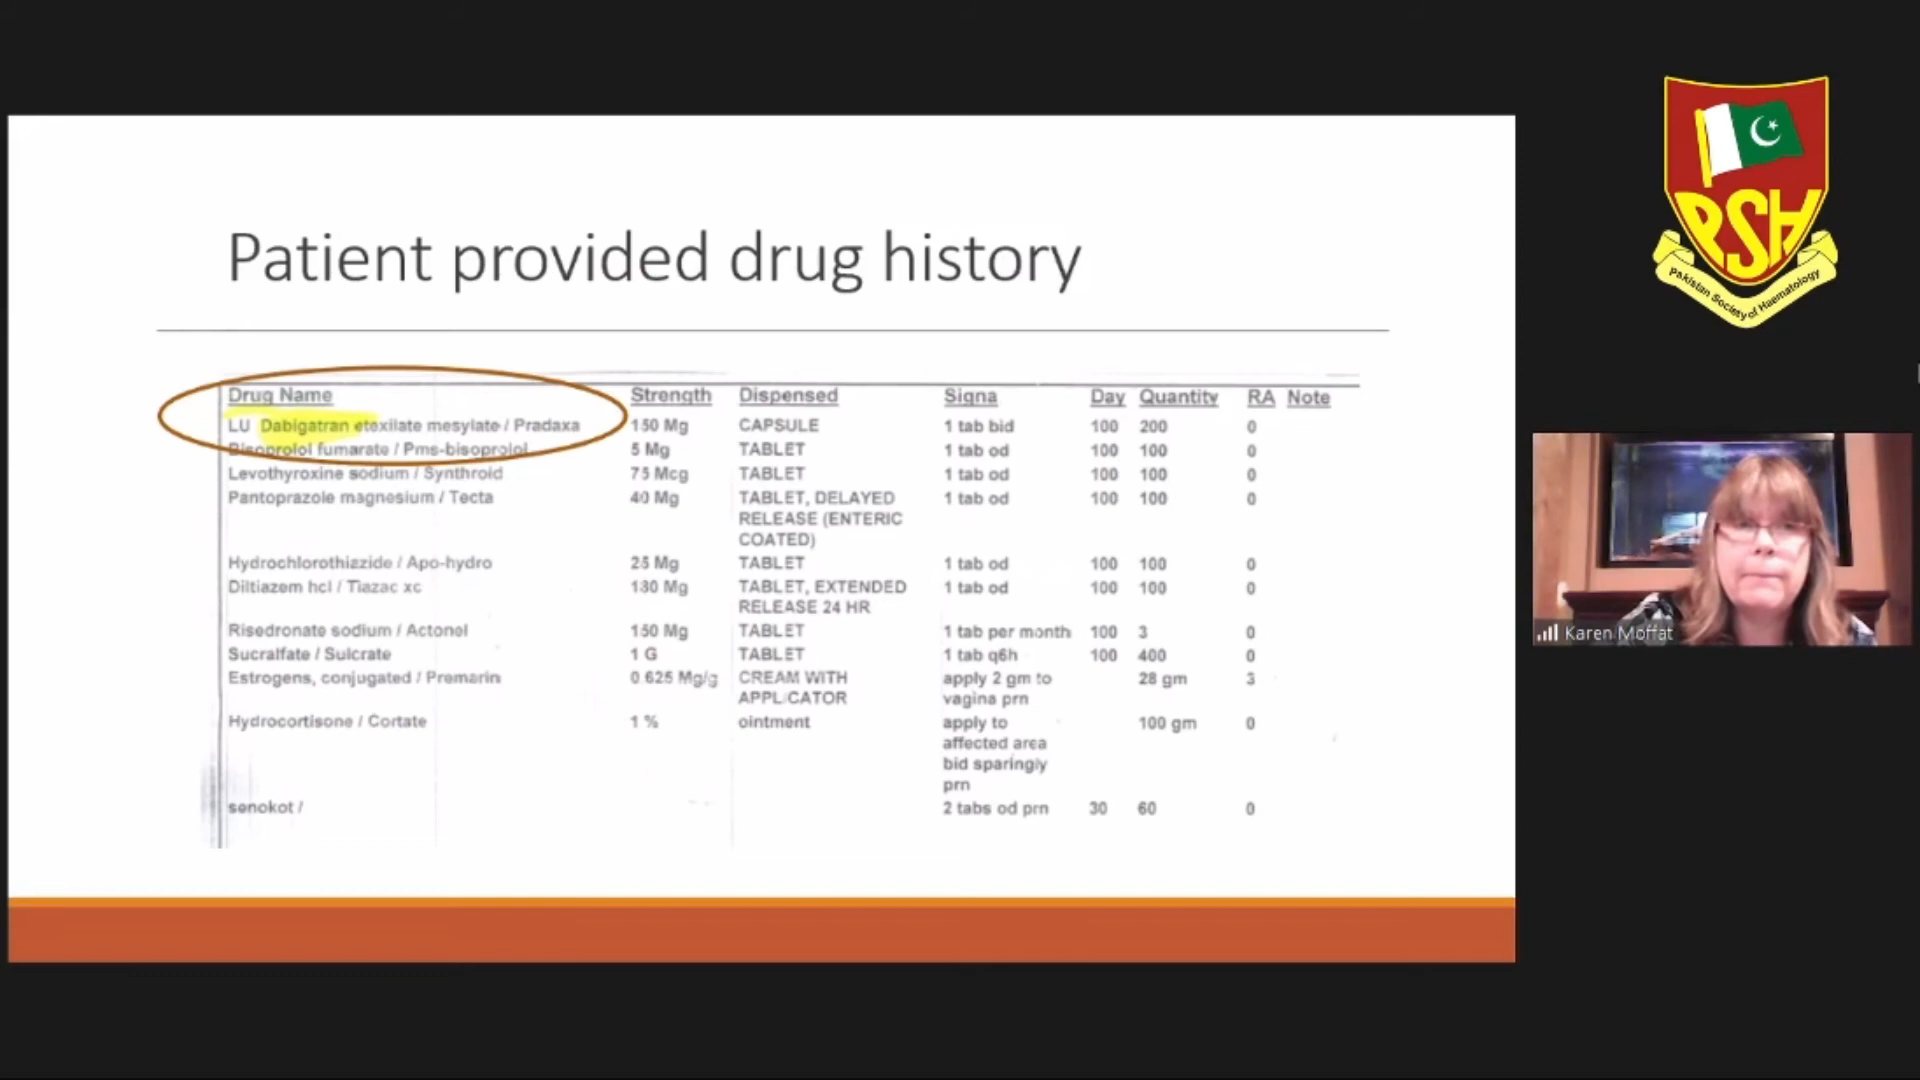 Patient provided drug history
Drug Name Strength Dispensed Signa Day Quantity RA Note
LU Dabigatran etexilate mesylate / Pradaxa 150 Mg CAPSULE 1 tab bid 100 200 0
Bisoprolol fumarate / Pms-bisoprolol 5 Mg TABLET 1 tab od 100 100 0
Levothyroxine sodium / Synthroid 75 Mcg TABLET 1 tab od 100 100 0
Pantoprazole magnesium / Tecta 40 Mg TABLET, DELAYED 1 tab od 100 100 0
RELEASE (ENTERIC
COATED)
Hydrochlorothiazide / Apo-hydro 25 Mg TABLET 1 tab od 100 100 0
Diltiazem hcl / Tiazac xc 180 Mg TABLET, EXTENDED 1 tab od 100 100 0
RELEASE 24 HR
Risedronate sodium / Actonel 150 Mg TABLET 1 tab per month 100 3 0
Sucralfate / Sulcrate 1 G TABLET 1 tab q6h 100 400 0
Estrogens, conjugated / Premarin 0.625 Mg/g CREAM WITH apply 2 gm to 28 gm 3
APPLICATOR vagina prn
Hydrocortisone / Cortate 1 % ointment apply to 100 gm 0
affected area
bid sparingly
prn
senokot / 2 tabs od prn 30 60 0
PSH
Pakistan Society of Haematology
Karen Moffat